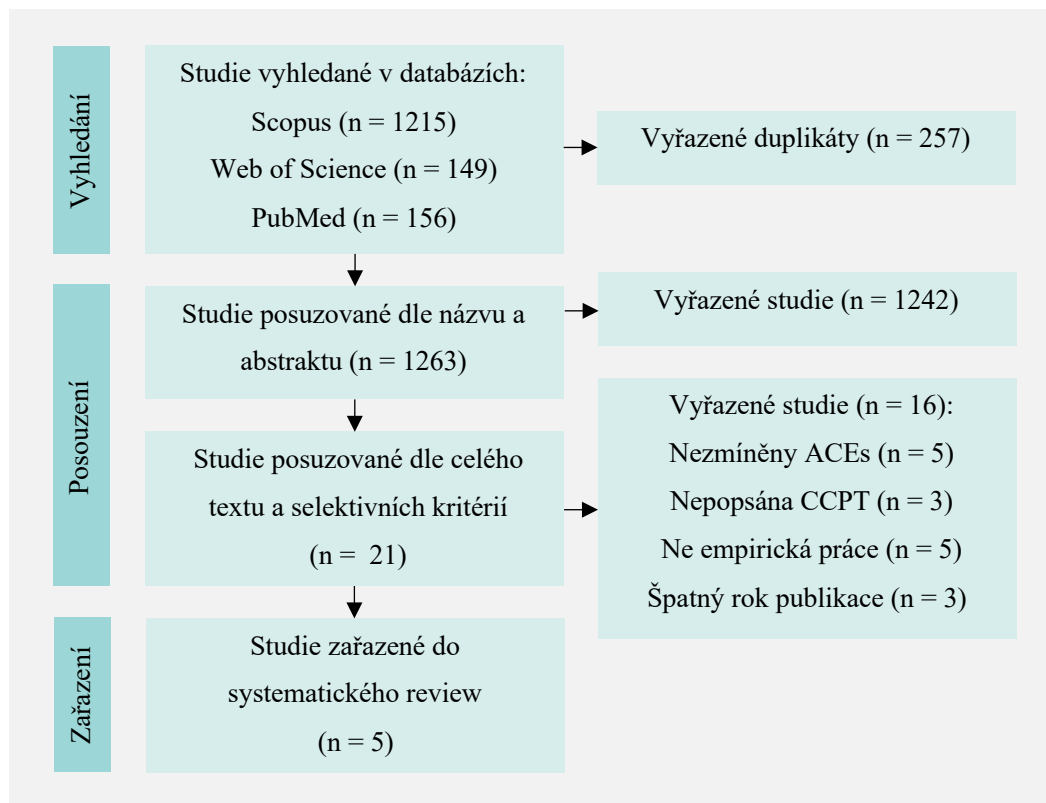 Vyhledání
Studie vyhledané v databázích:
Scopus (n = 1215)
Web of Science (n = 149)
PubMed (n = 156)
Vyřazené duplikáty (n = 257)
Posouzení
Studie posuzované dle názvu a
abstraktu (n = 1263)
Vyřazené studie (n = 1242)
Studie posuzované dle celého
textu a selektivních kritérií
(n = 21)
Vyřazené studie (n = 16):
Nezmíněny ACEs (n = 5)
Nepopsána CCPT (n = 3)
Ne empirická práce (n = 5)
Špatný rok publikace (n = 3)
Zařazení
Studie zařazené do
systematického review
(n = 5)